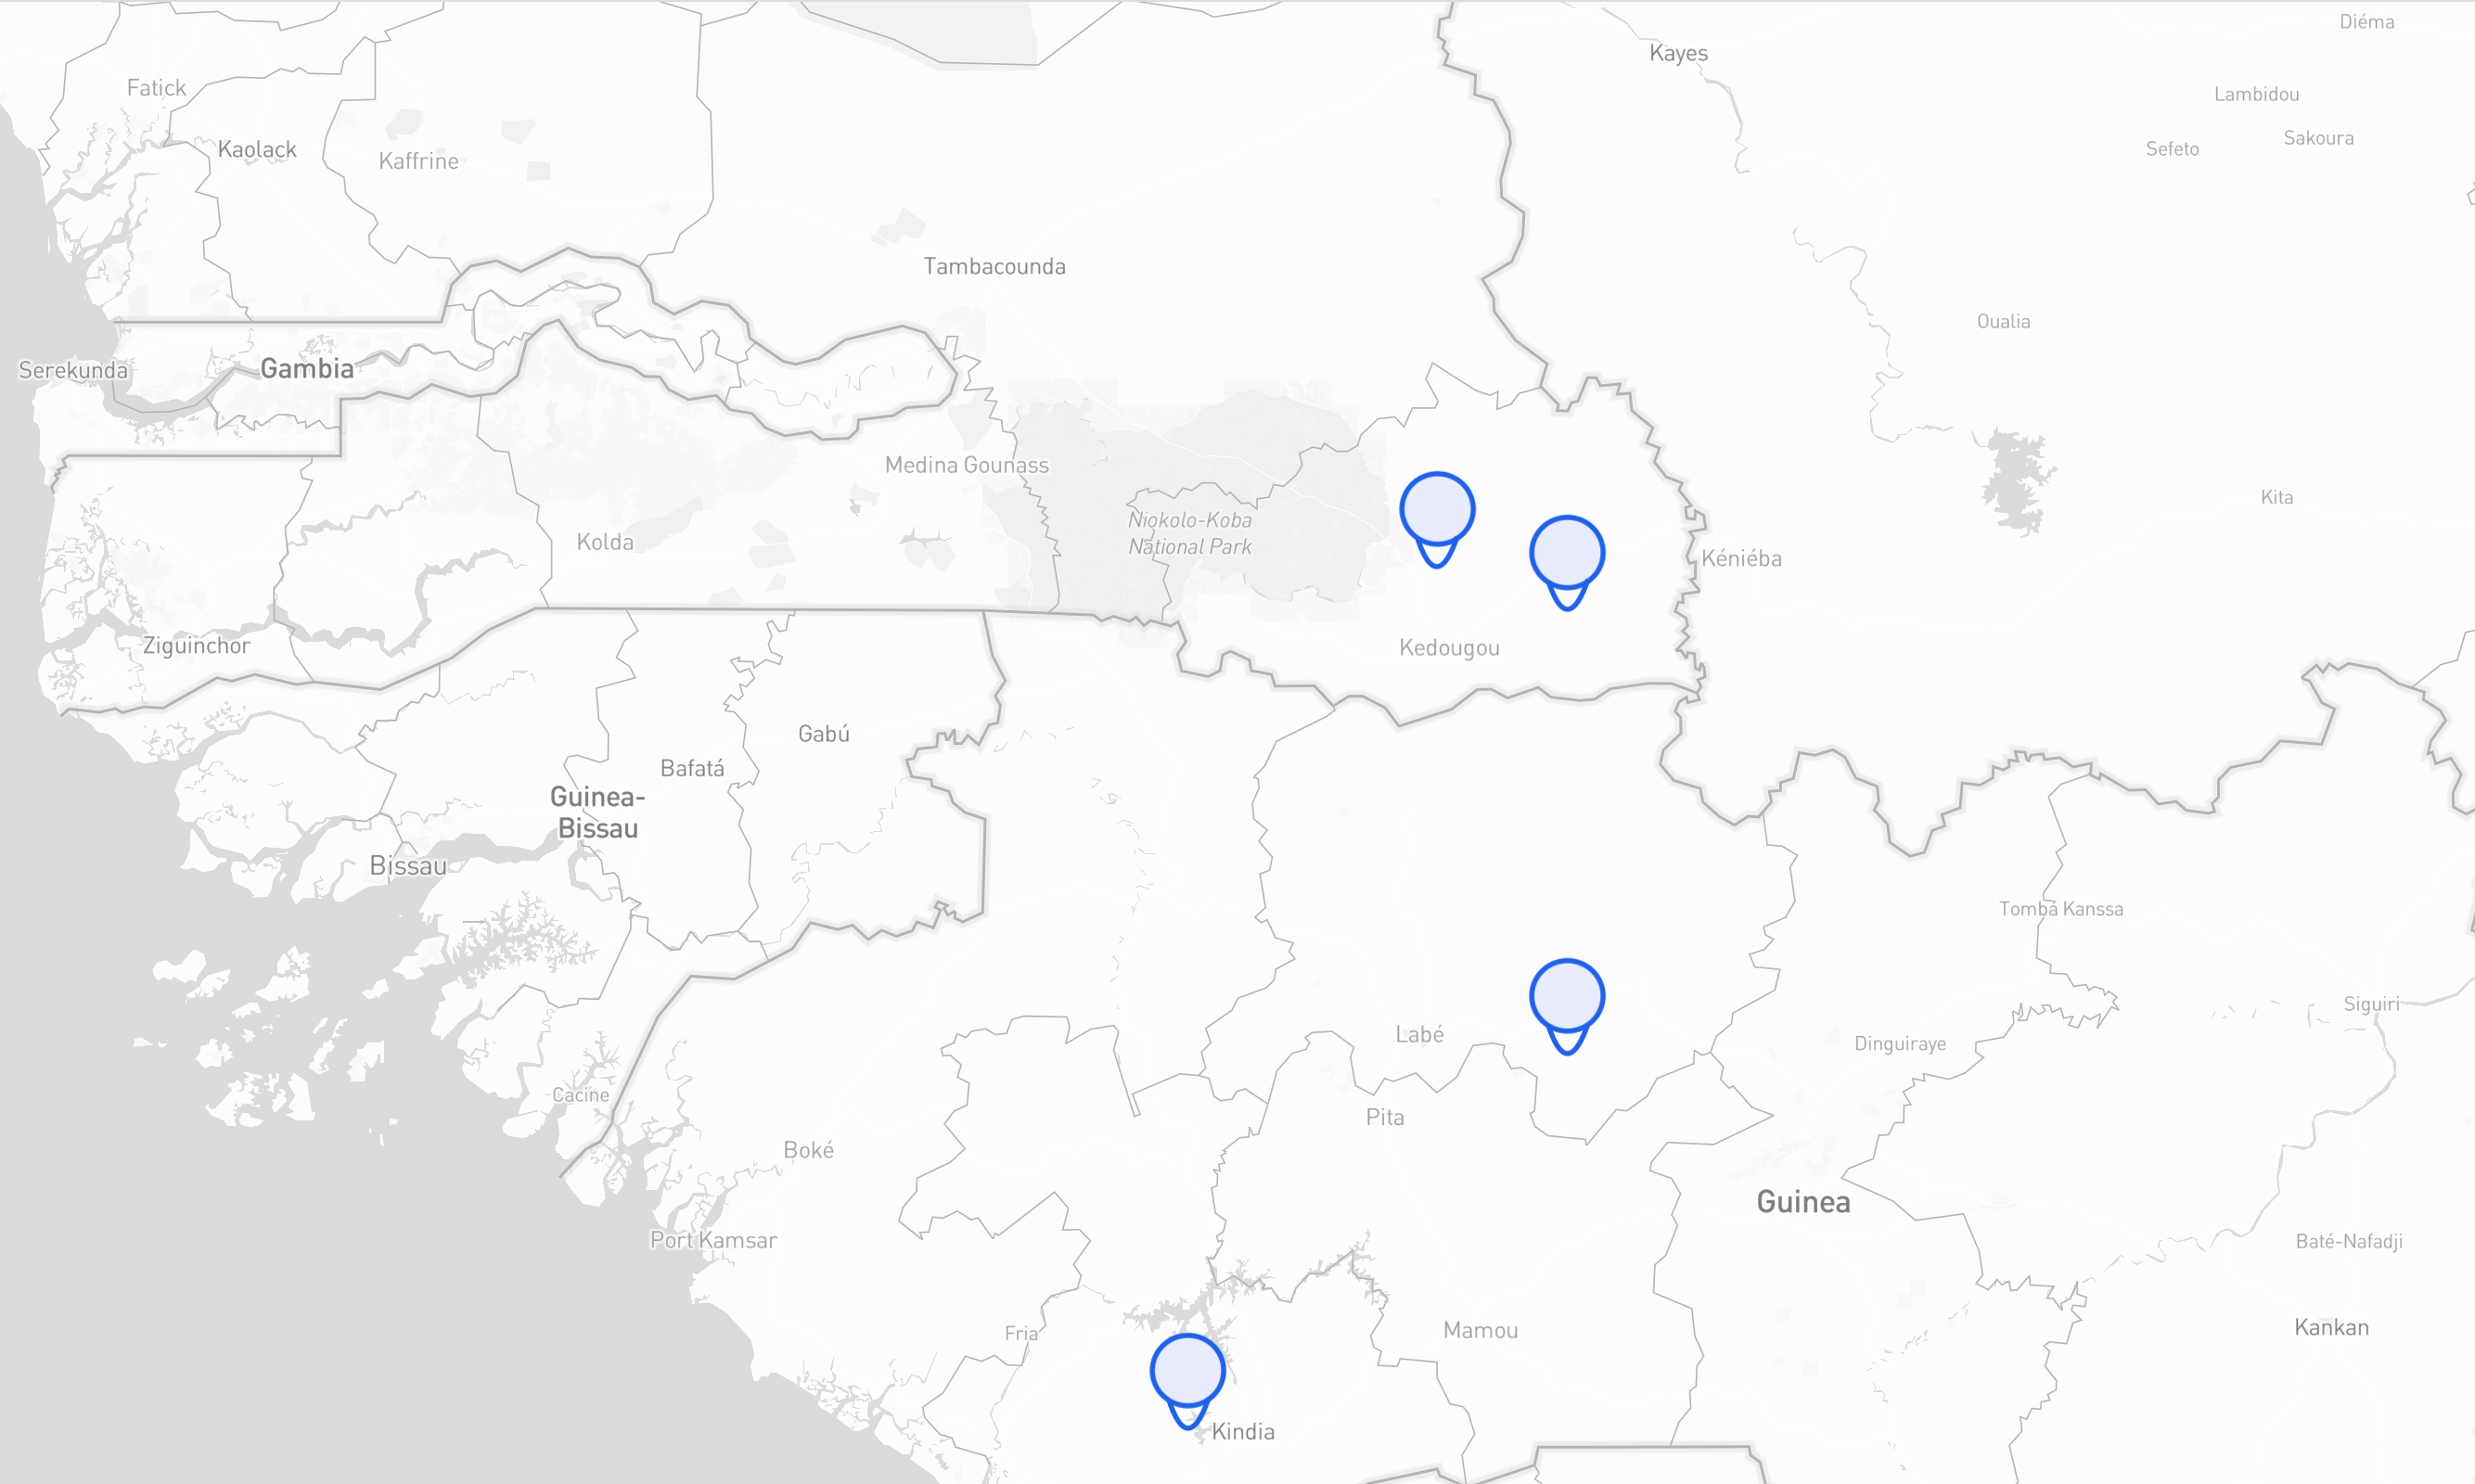 Diéma
Kayes
Fatick
Lambidou
Sakoura
Kaolack
Sefeto
Kaffrine
Tambacounda
Oualia
Serekunda
Gambia
Medina Gounass
Kita
Niokolo-Koba
National Park
Kolda
Kéniéba
Ziguinchor
Kedougou
Gabú
Bafatá
Guinea-
Bissau
Bissau
Tomba Kanssa
Siguiri
Labé
Dinguiraye
Cacine
Pita
Boké
Guinea
Port Kamsar
Baté-Nafadji
Kankan
Mamou
Fria
Kindia